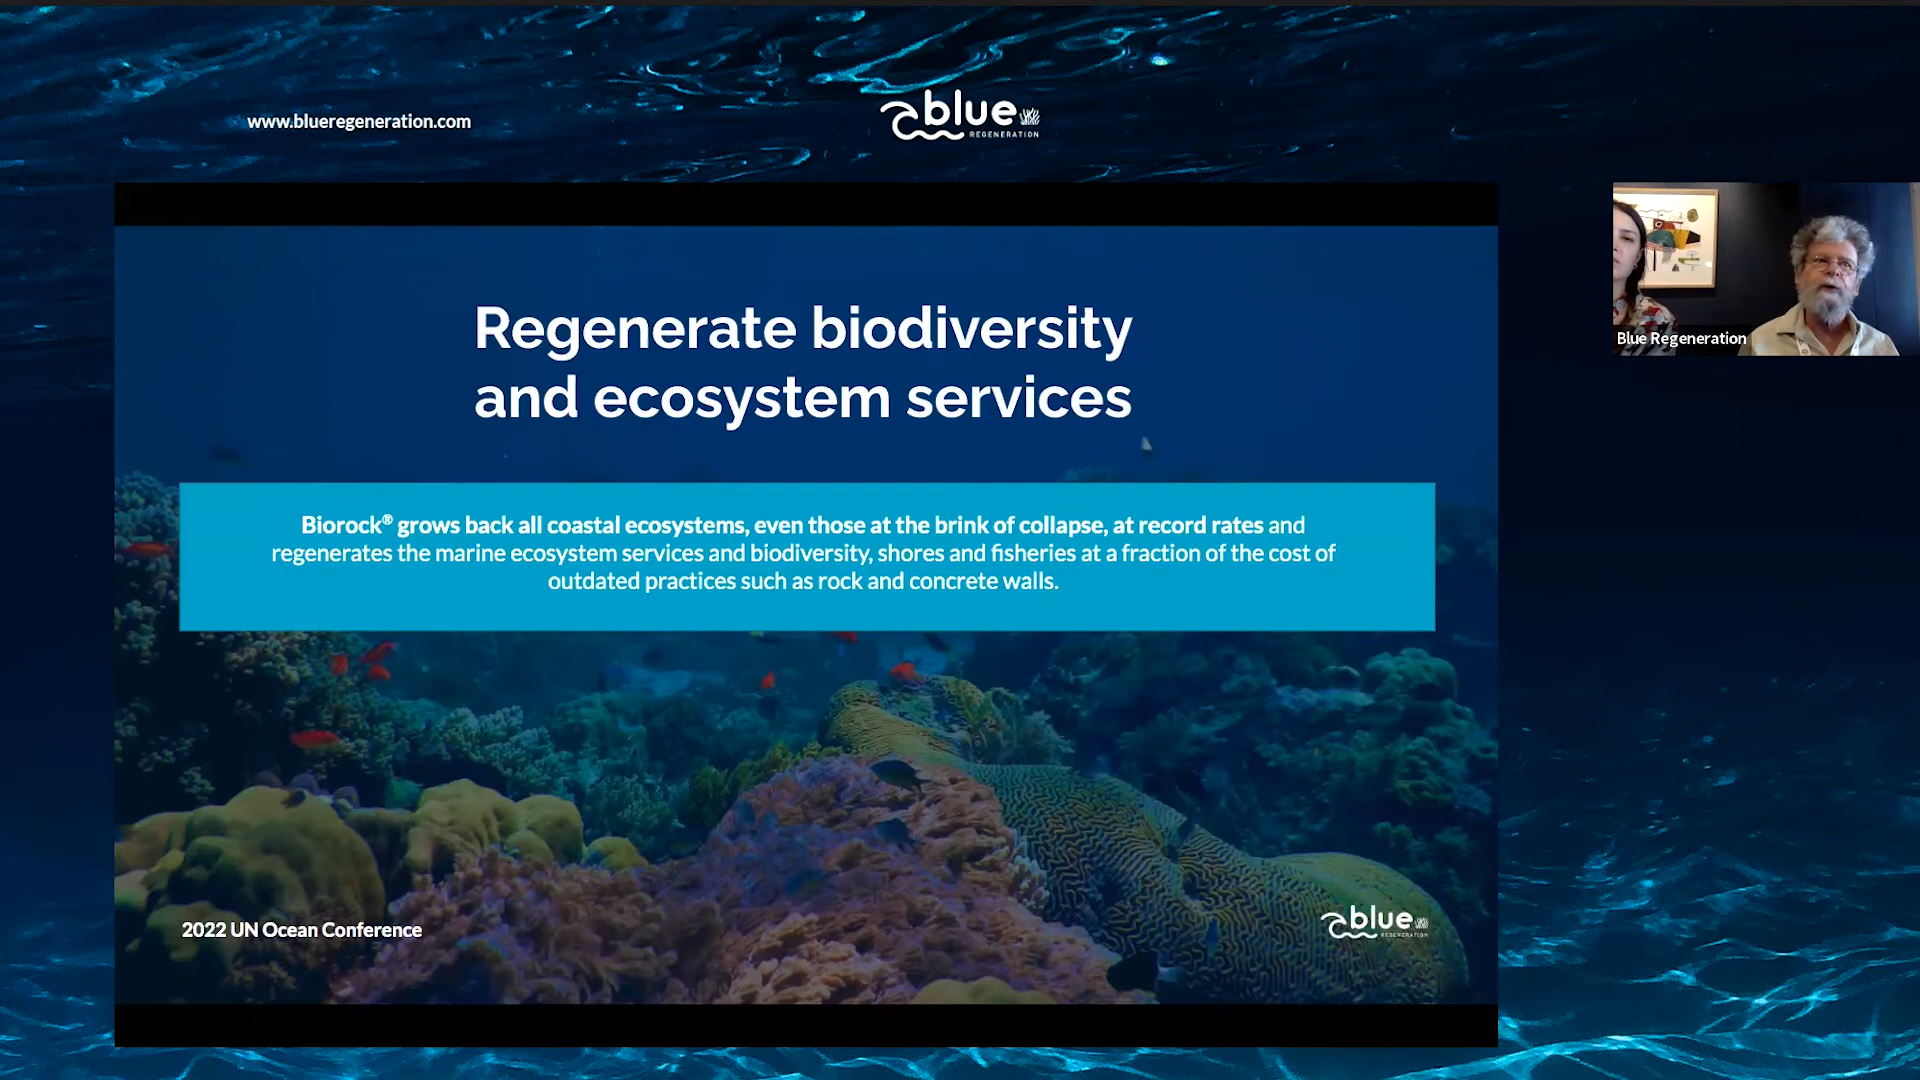 www.blueregeneration.com
blue
REGENERATION
Regenerate biodiversity
and ecosystem services
Biorock® grows back all coastal ecosystems, even those at the brink of collapse, at record rates and
regenerates the marine ecosystem services and biodiversity, shores and fisheries at a fraction of the cost of
outdated practices such as rock and concrete walls.
2022 UN Ocean Conference
blue
REGENERATION
Blue Regeneration